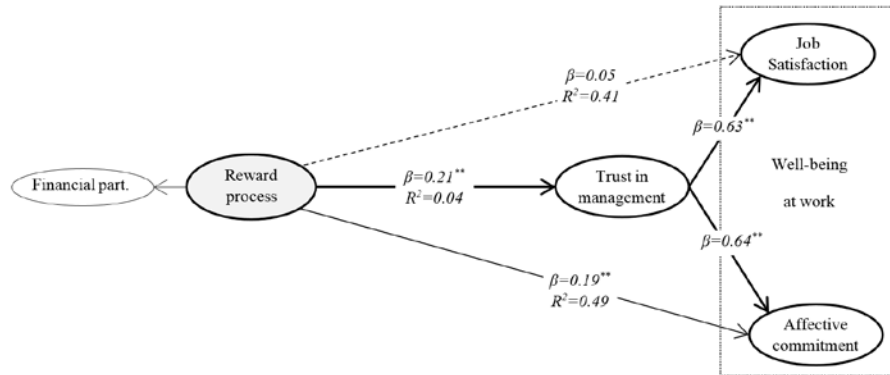 Job
Satisfaction
β=0.05
R²=0.41
β=0.63**
Financial part.
Reward
process
β=0.21**
R²=0.04
Trust in
management
Well-being
at work
β=0.64**
β=0.19**
R²=0.49
Affective
commitment